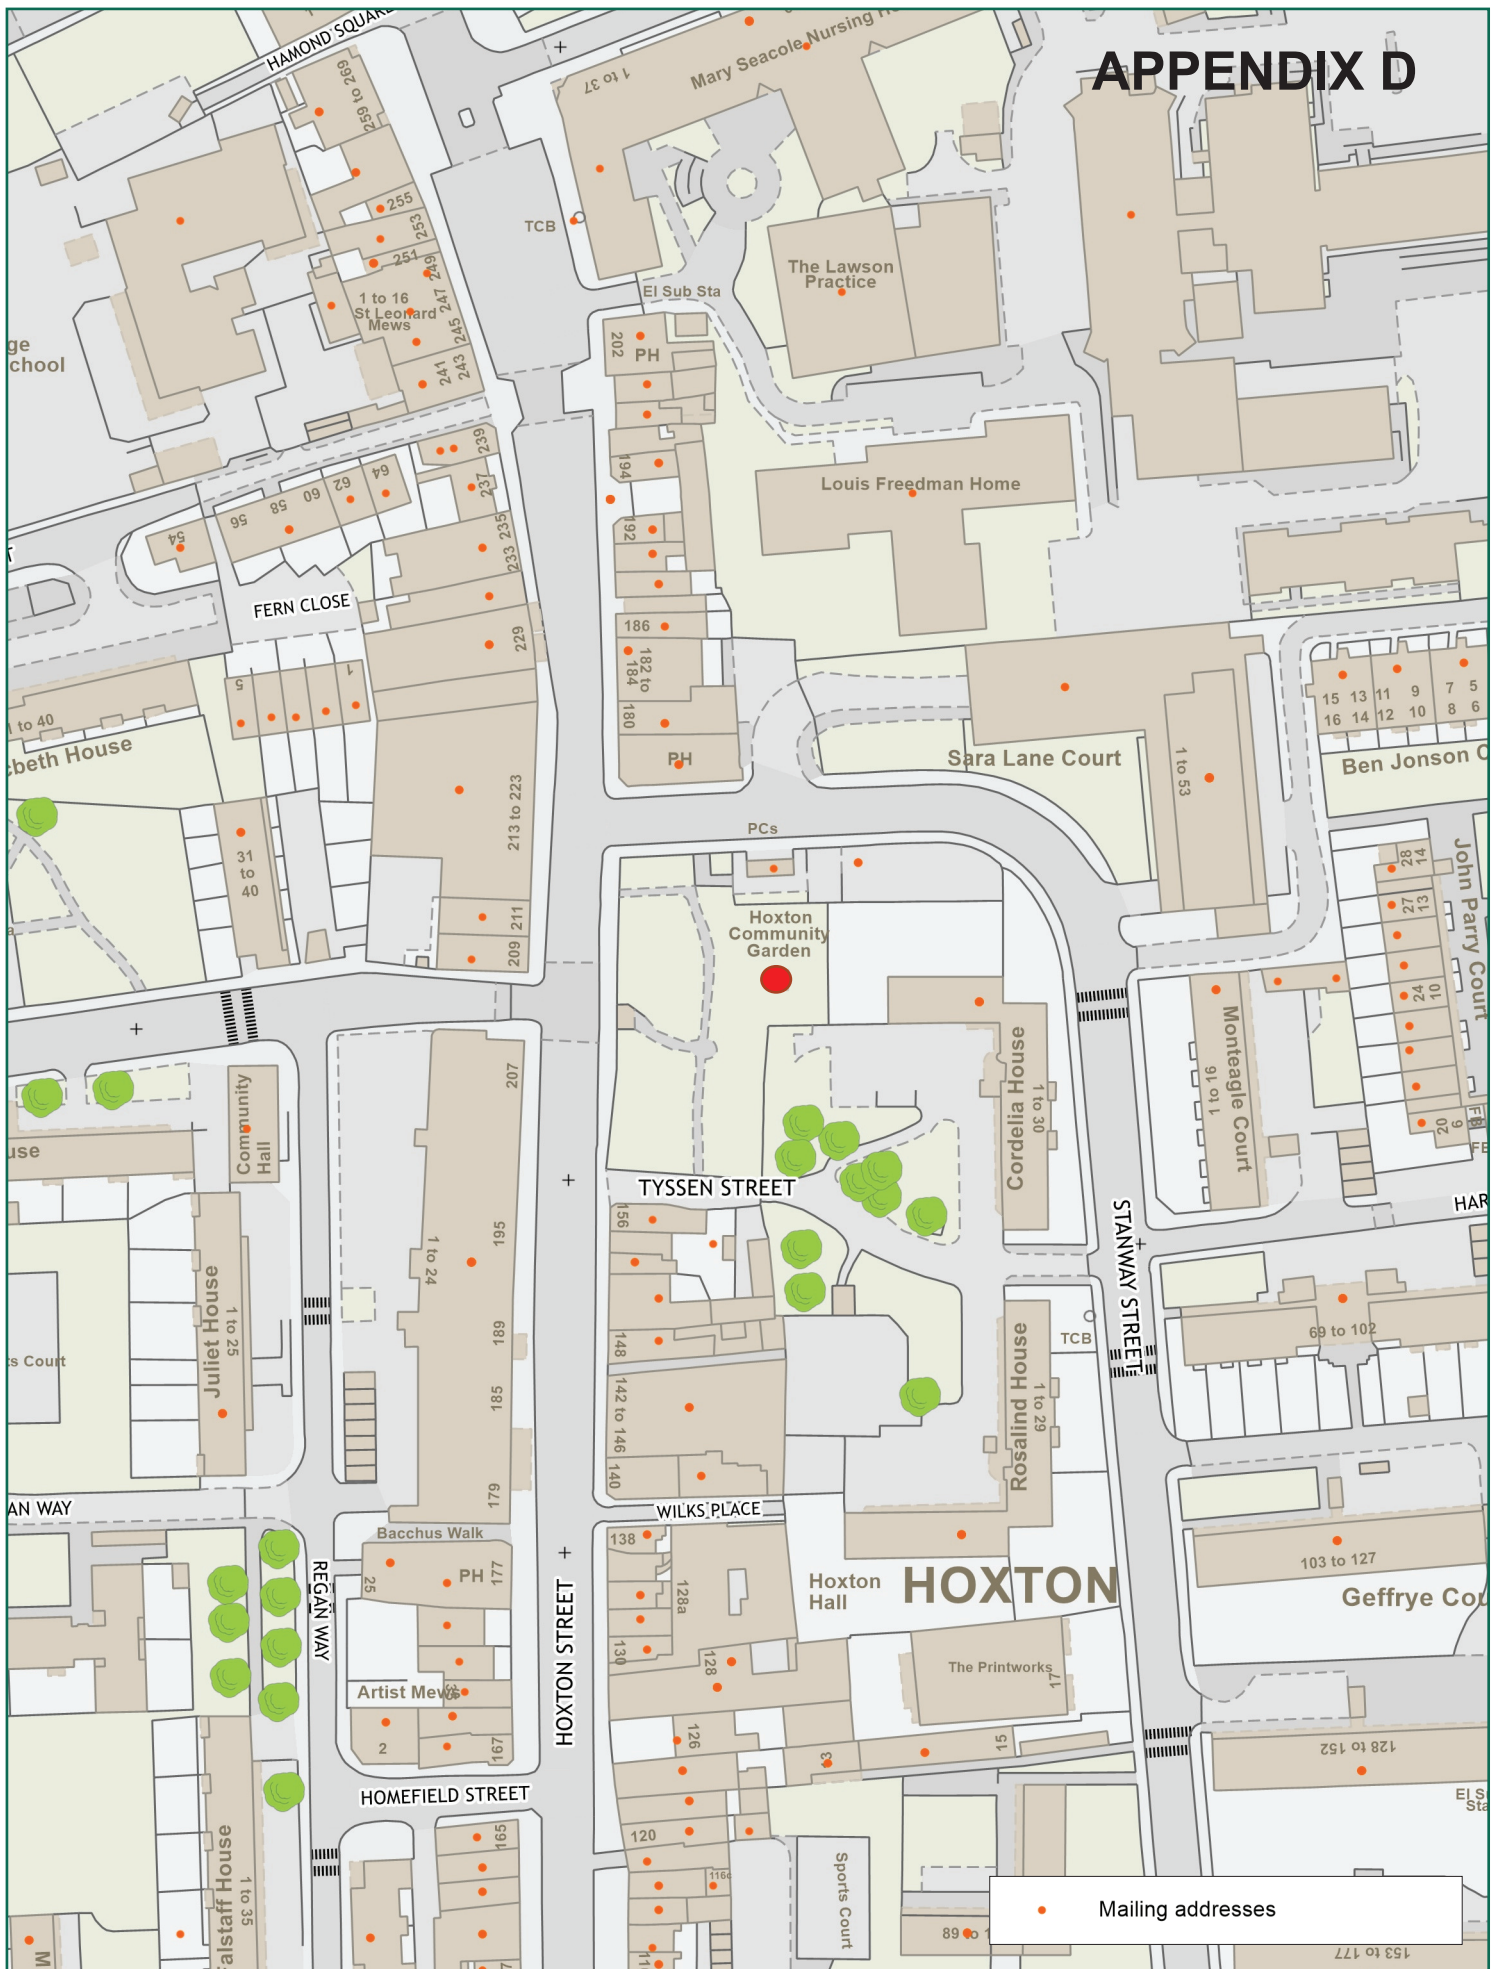 APPENDIX D
HAMOND SQUARE
259 to 269
1 to 37
Mary Seacole Nursing
255
253
251
249
247
245
243
241
TCB
1 to 16
St Leonard
Mews
The Lawson
Practice
El Sub Sta
202
PH
239
237
235
233
229
194
192
186
182 to
184
180
PH
Louis Freedman Home
64
62
60
58
56
54
FERN CLOSE
5
1
1 to 40
31
to
40
213 to 223
211
209
Sara Lane Court
1 to 53
15 13 11 9 7 5
16 14 12 10 8 6
Ben Jonson
John Parry Court
28
14
27
13
24
10
20
6
PCs
Hoxton
Community
Garden
Cordelia House
1 to 30
Monteagle Court
1 to 16
Community
Hall
207
195
1 to 24
189
185
179
Juliet House
1 to 25
TYSSEN STREET
156
148
142 to 146
140
STANWAY STREET
TCB
Rosalind House
1 to 29
69 to 102
WILKS PLACE
Bacchus Walk
25
PH
177
REGAN WAY
138
128a
130
128
Hoxton
Hall
HOXTON
103 to 127
The Printworks
17
Artist Mews
2
167
HOXTON STREET
126
13
15
128 to 152
HOMEFIELD STREET
165
120
Sports Court
1 to 35
153 to 177
Mailing addresses